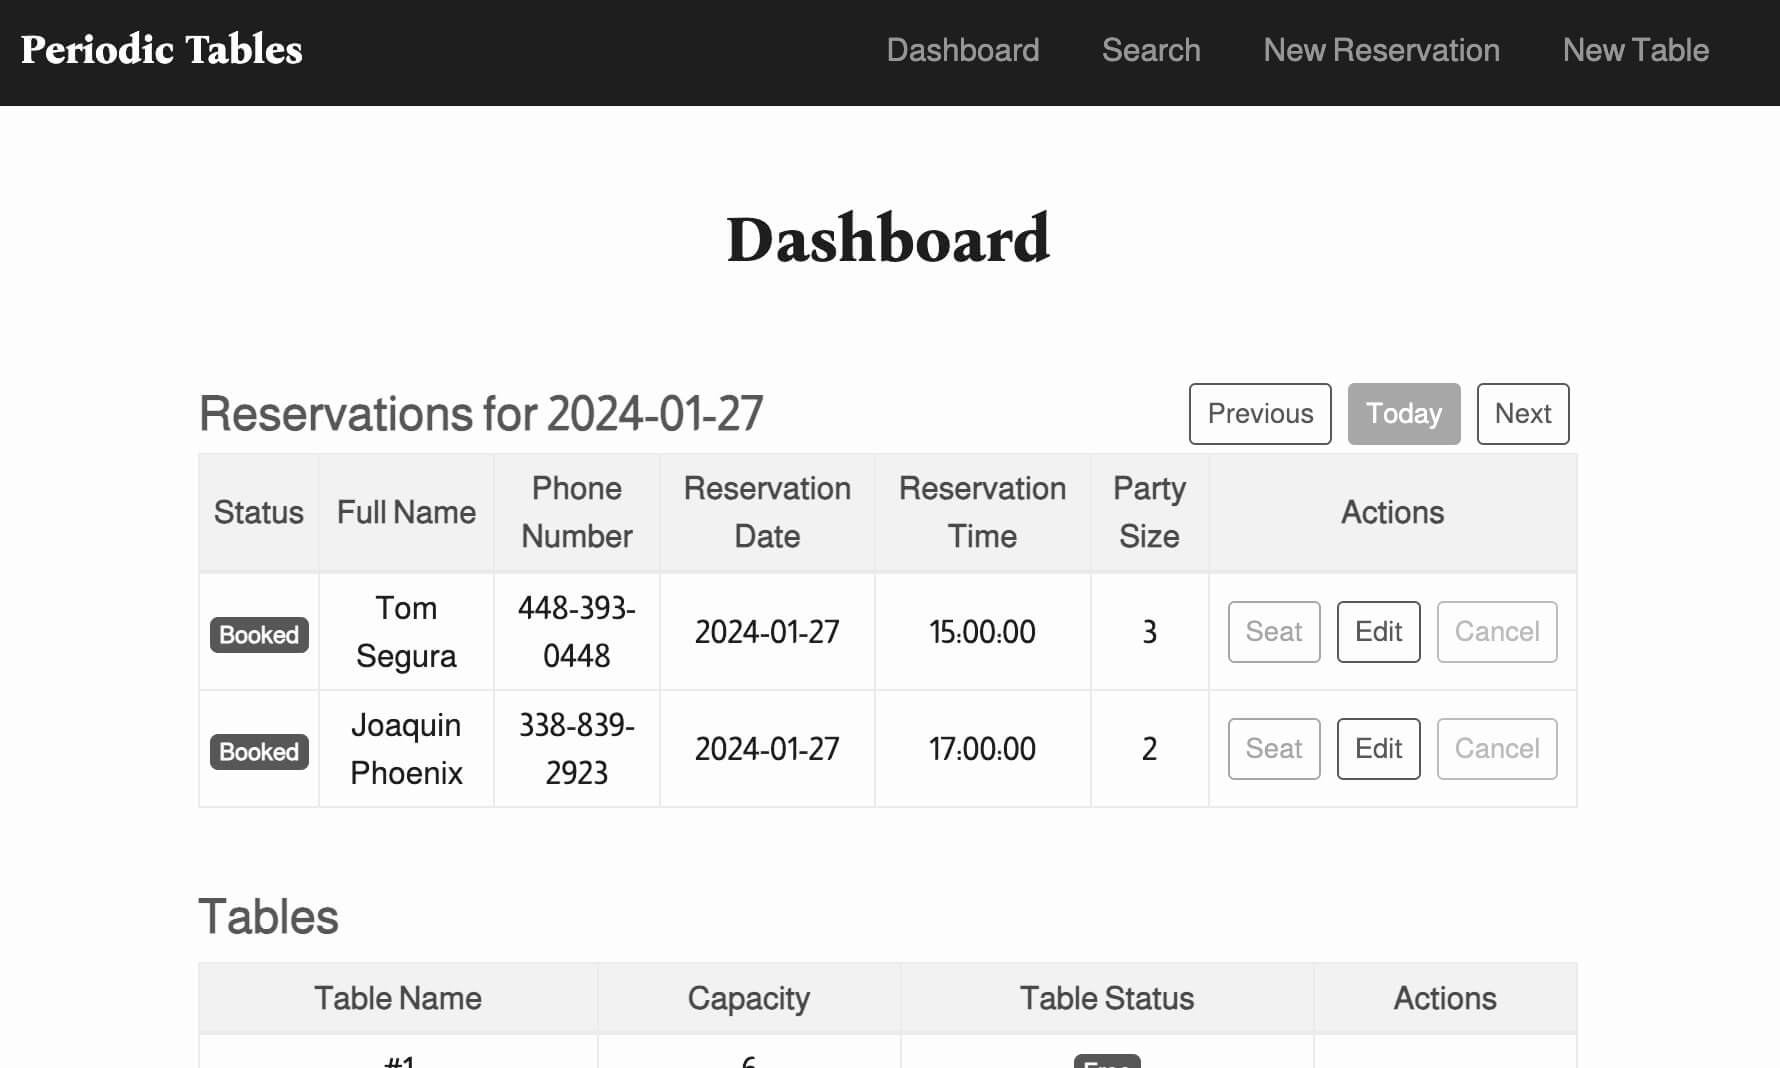 Periodic Tables
Dashboard Search New Reservation New Table
Dashboard
Reservations for 2024-01-27
Previous Today Next
Status Full Name Phone Number Reservation Date Reservation Time Party Size Actions
Booked Tom Segura 448-393-0448 2024-01-27 15:00:00 3 Seat Edit Cancel
Booked Joaquin Phoenix 338-839-2923 2024-01-27 17:00:00 2 Seat Edit Cancel
Tables
Table Name Capacity Table Status Actions
#1 6 Free